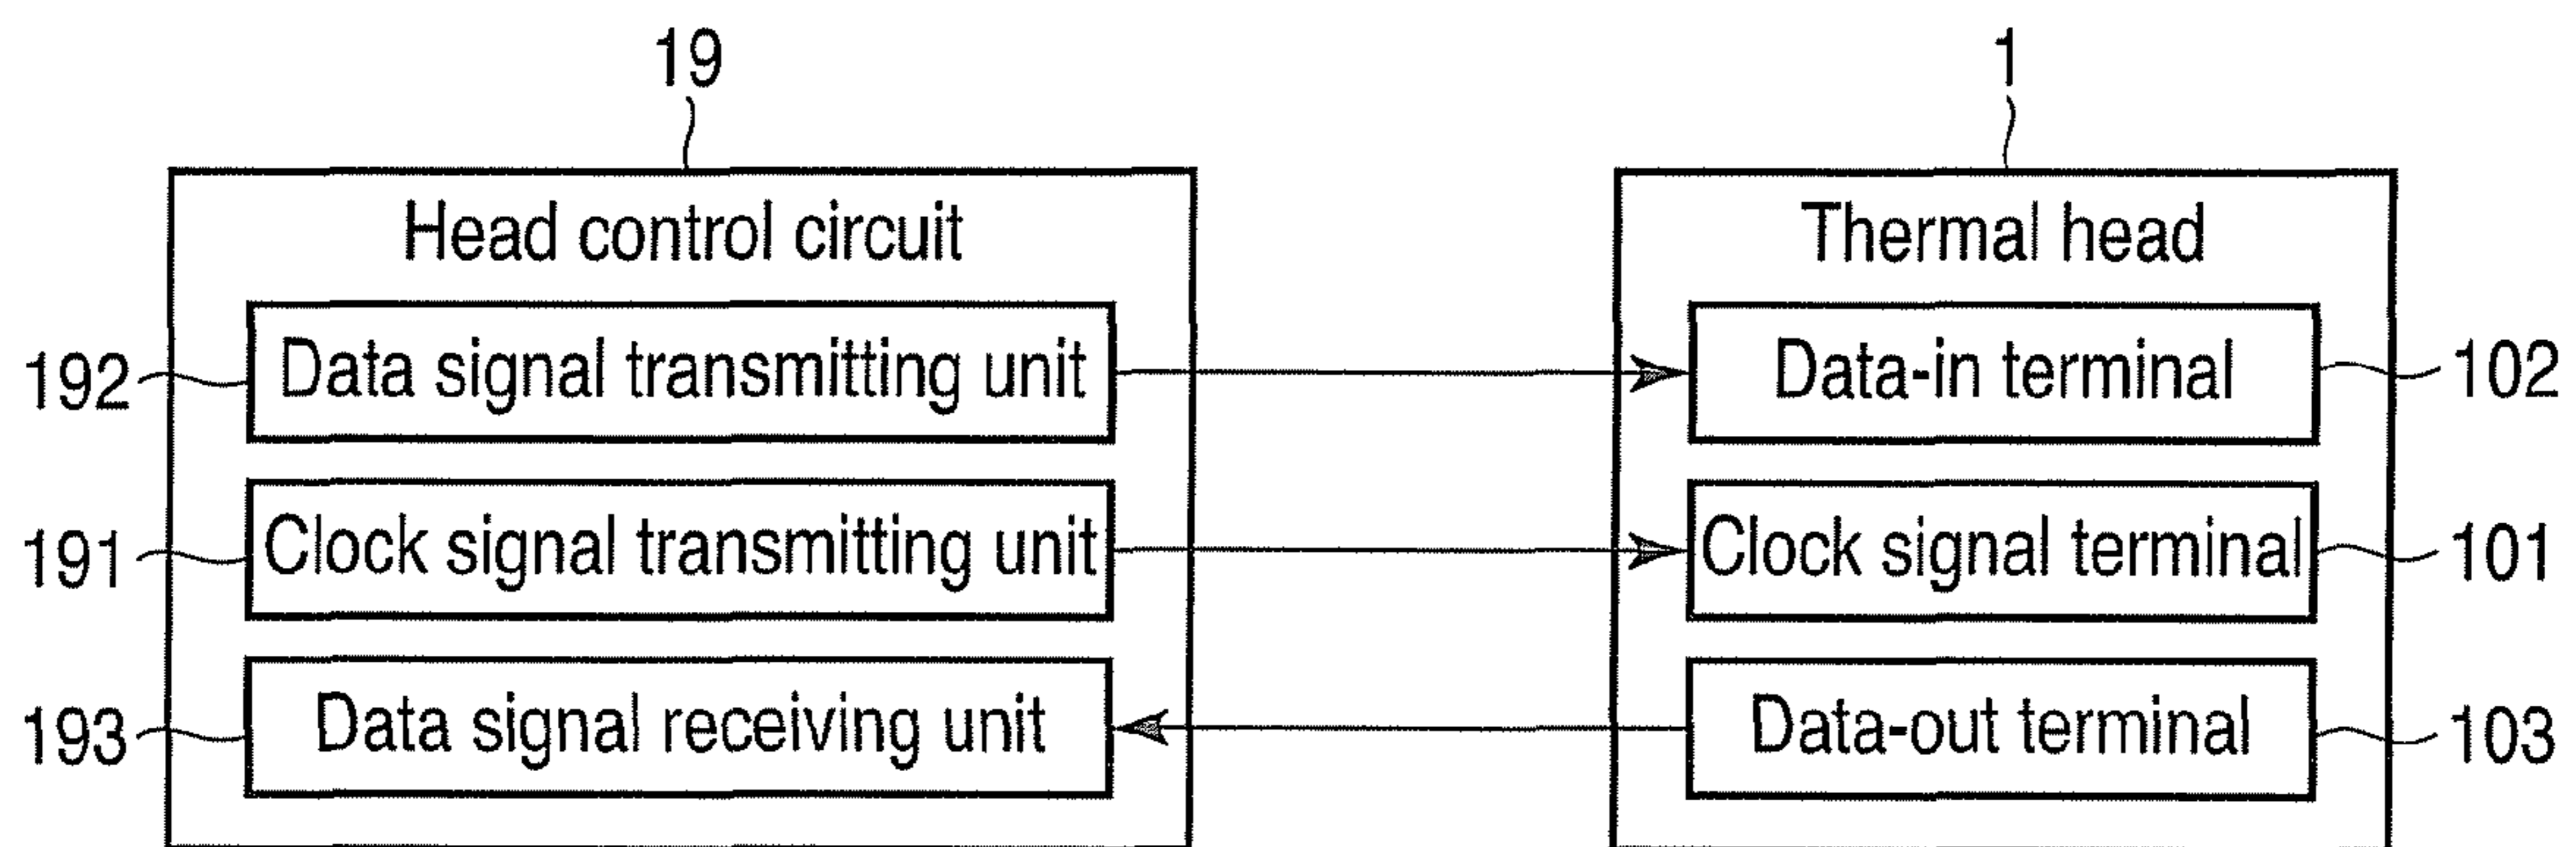 19
1
Head control circuit
Thermal head
192
Data signal transmitting unit
Data-in terminal
102
191
Clock signal transmitting unit
Clock signal terminal
101
193
Data signal receiving unit
Data-out terminal
103